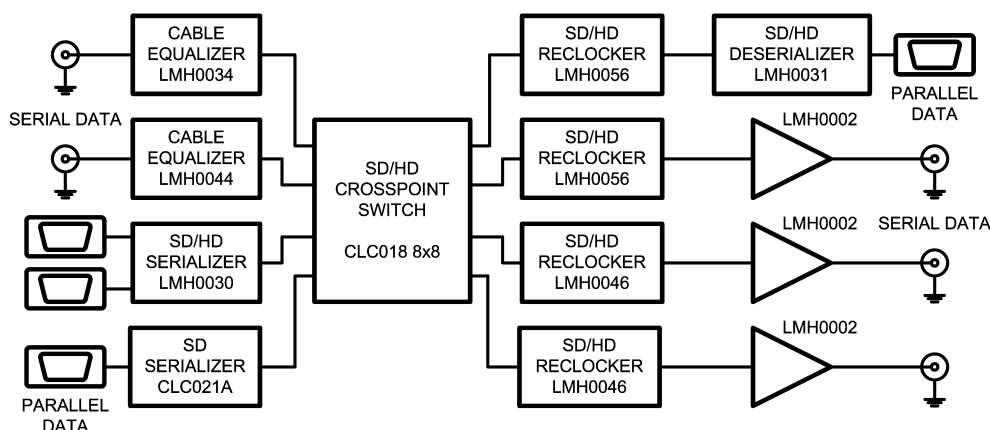 CABLE
EQUALIZER
LMH0034
SERIAL DATA
CABLE
EQUALIZER
LMH0044
SD/HD
SERIALIZER
LMH0030
SD
SERIALIZER
CLC021A
PARALLEL
DATA
SD/HD
CROSSPOINT
SWITCH
CLC018 8x8
SD/HD
RECLOCKER
LMH0056
SD/HD
DESERIALIZER
LMH0031
PARALLEL
DATA
SD/HD
RECLOCKER
LMH0056
LMH0002
SD/HD
RECLOCKER
LMH0046
LMH0002
SERIAL DATA
SD/HD
RECLOCKER
LMH0046
LMH0002